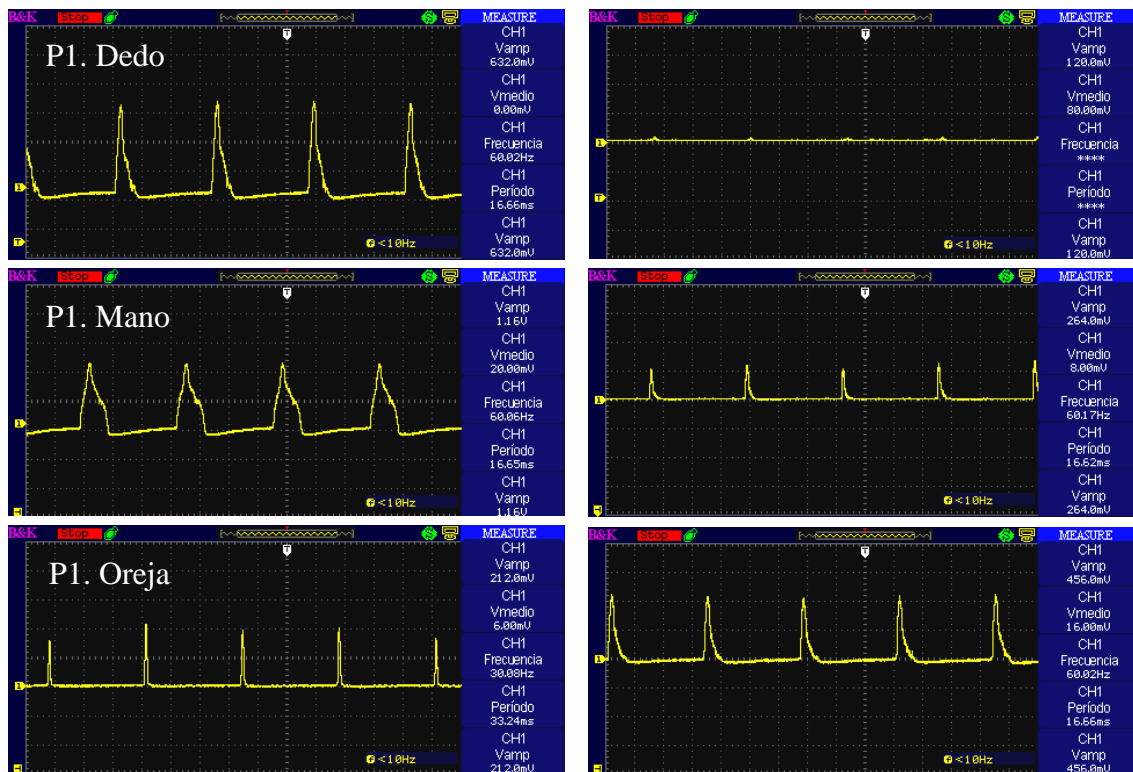 B&K Stop S MEASURE
P1. Dedo
T
1
T
CH1
Vamp
632.0mV
CH1
Vmedio
0.00mV
CH1
Frecuencia
60.02Hz
CH1
Período
16.66ms
CH1
Vamp
632.0mV
F <10Hz
B&K Stop S MEASURE
T
1
T
CH1
Vamp
120.0mV
CH1
Vmedio
80.00mV
CH1
Frecuencia
****
CH1
Período
****
CH1
Vamp
120.0mV
F <10Hz
B&K Stop S MEASURE
P1. Mano
T
1
CH1
Vamp
1.16V
CH1
Vmedio
20.00mV
CH1
Frecuencia
60.06Hz
CH1
Período
16.65ms
CH1
Vamp
1.16V
F <10Hz
B&K Stop S MEASURE
T
1
CH1
Vamp
264.0mV
CH1
Vmedio
8.00mV
CH1
Frecuencia
60.17Hz
CH1
Período
16.62ms
CH1
Vamp
264.0mV
F <10Hz
B&K Stop S MEASURE
P1. Oreja
T
1
CH1
Vamp
212.0mV
CH1
Vmedio
6.00mV
CH1
Frecuencia
30.08Hz
CH1
Período
33.24ms
CH1
Vamp
212.0mV
F <10Hz
B&K Stop S MEASURE
T
1
CH1
Vamp
456.0mV
CH1
Vmedio
16.00mV
CH1
Frecuencia
60.02Hz
CH1
Período
16.66ms
CH1
Vamp
456.0mV
F <10Hz